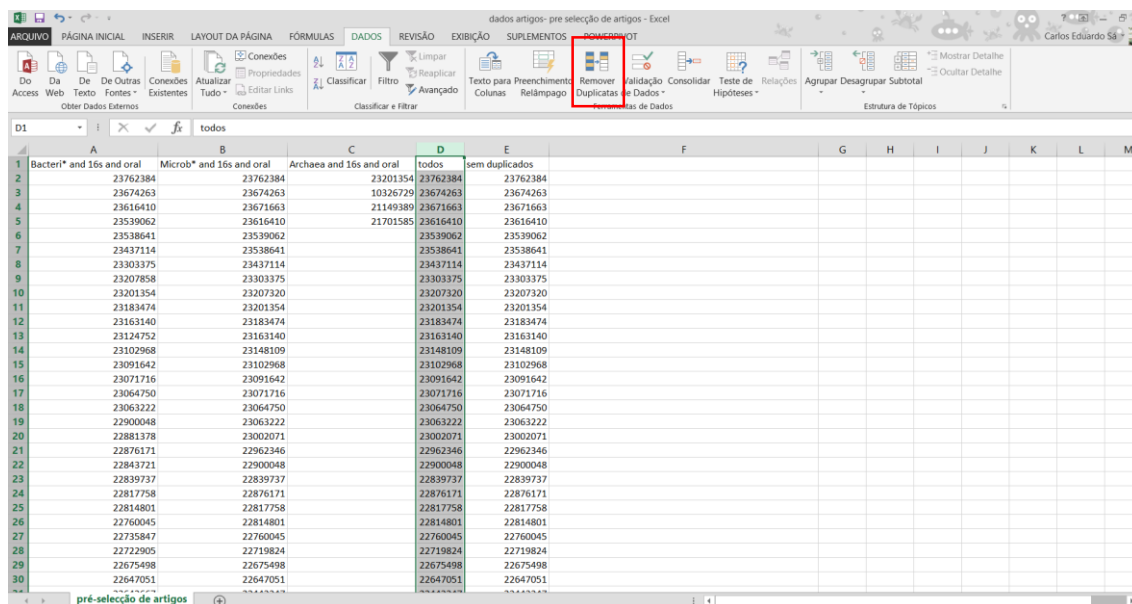 dados artigos- pre selecção de artigos - Excel
ARQUIVO PÁGINA INICIAL INSERIR LAYOUT DA PÁGINA FÓRMULAS DADOS REVISÃO EXIBIÇÃO SUPLEMENTOS POWERPIVOT Carlos Eduardo Sá
Conexões Limpar Mostrar Detalhe
Propriedades Reaplicar Ocultar Detalhe
Editar Links Avançado
Do Access Da Web De Texto De Outras Fontes Conexões Existentes Atualizar Tudo Classificar Filtro Texto para Colunas Preenchimento Relâmpago Remover Duplicatas Validação de Dados Consolidar Teste de Hipóteses Relações Agrupar Desagrupar Subtotal
Obter Dados Externos Conexões Classificar e Filtrar Ferramentas de Dados Estrutura de Tópicos
D1 fx todos
A B C D E F G H I J K L M
1 Bacteri* and 16s and oral Microb* and 16s and oral Archaea and 16s and oral todos sem duplicados
2 23762384 23762384 23201354 23762384 23762384
3 23674263 23674263 10326729 23674263 23674263
4 23616410 23671663 21149389 23671663 23671663
5 23539062 23616410 21701585 23616410 23616410
6 23538641 23539062 23539062 23539062
7 23437114 23538641 23538641 23538641
8 23303375 23437114 23437114 23437114
9 23207858 23303375 23303375 23303375
10 23201354 23207320 23207320 23207320
11 23183474 23201354 23201354 23201354
12 23163140 23183474 23183474 23183474
13 23124752 23163140 23163140 23163140
14 23102968 23148109 23148109 23148109
15 23091642 23102968 23102968 23102968
16 23071716 23091642 23091642 23091642
17 23064750 23071716 23071716 23071716
18 23063222 23064750 23064750 23064750
19 22900048 23063222 23063222 23063222
20 22881378 23002071 23002071 23002071
21 22876171 22962346 22962346 22962346
22 22843721 22900048 22900048 22900048
23 22839737 22839737 22839737 22839737
24 22817758 22876171 22876171 22876171
25 22814801 22817758 22817758 22817758
26 22760045 22814801 22814801 22814801
27 22735847 22760045 22760045 22760045
28 22722905 22719824 22719824 22719824
29 22675498 22675498 22675498 22675498
30 22647051 22647051 22647051 22647051
pré-selecção de artigos